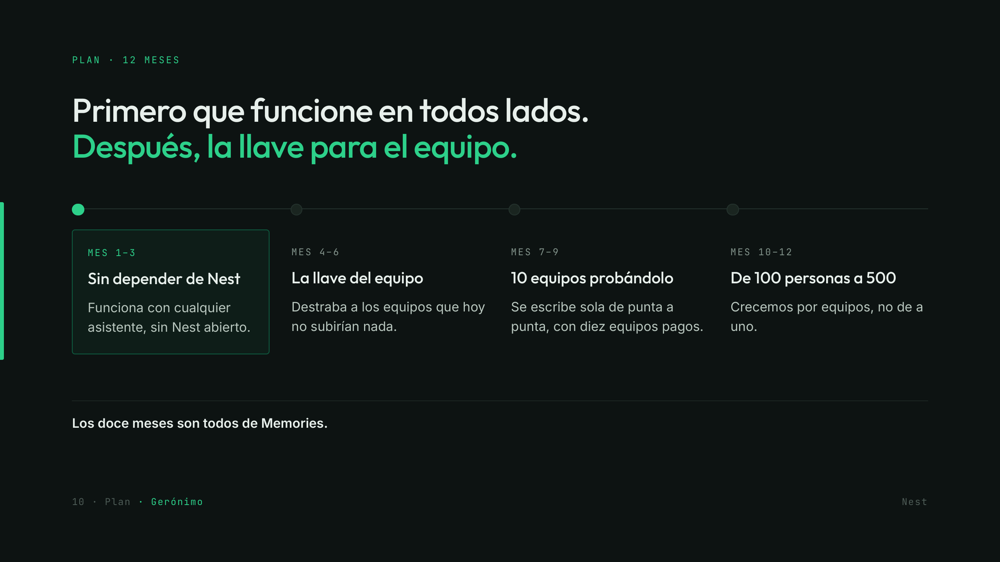 PLAN · 12 MESES
Primero que funcione en todos lados.
Después, la llave para el equipo.
MES 1–3
Sin depender de Nest
Funciona con cualquier
asistente, sin Nest abierto.
MES 4–6
La llave del equipo
Destraba a los equipos que hoy
no subirían nada.
MES 7–9
10 equipos probándolo
Se escribe sola de punta a
punta, con diez equipos pagos.
MES 10–12
De 100 personas a 500
Crecemos por equipos, no de a
uno.
Los doce meses son todos de Memories.
10 · Plan · Gerónimo
Nest